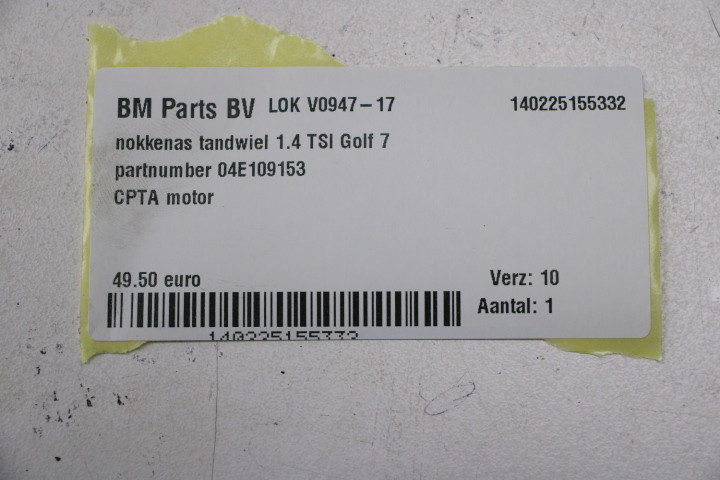 BM Parts BV LOK V0947-17 140225155332
nokkenas tandwiel 1.4 TSI Golf 7
partnumber 04E109153
CPTA motor
49.50 euro Verz: 10
Aantal: 1
140225155332